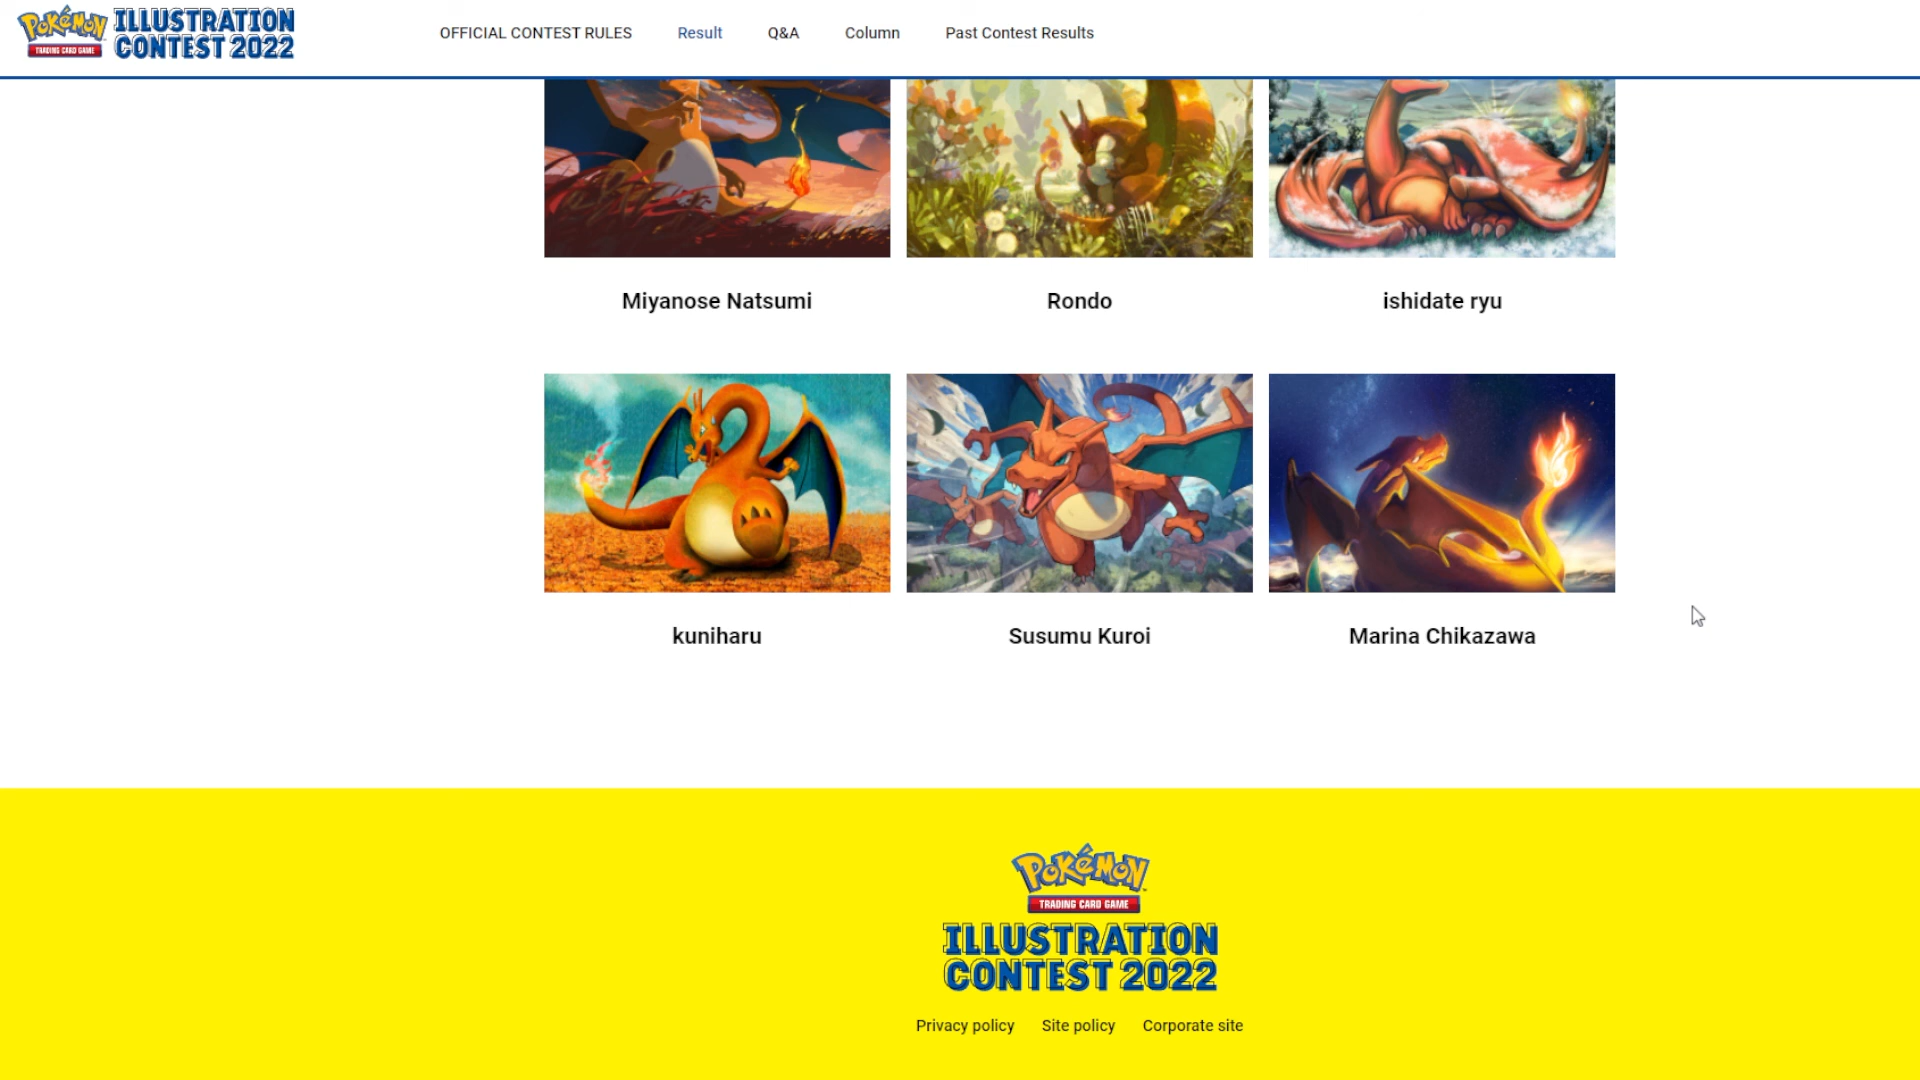 Pokémon
TRADING CARD GAME
ILLUSTRATION
CONTEST 2022
OFFICIAL CONTEST RULES
Result
Q&A
Column
Past Contest Results
Miyanose Natsumi
Rondo
ishidate ryu
kuniharu
Susumu Kuroi
Marina Chikazawa
Pokémon
TRADING CARD GAME
ILLUSTRATION
CONTEST 2022
Privacy policy
Site policy
Corporate site